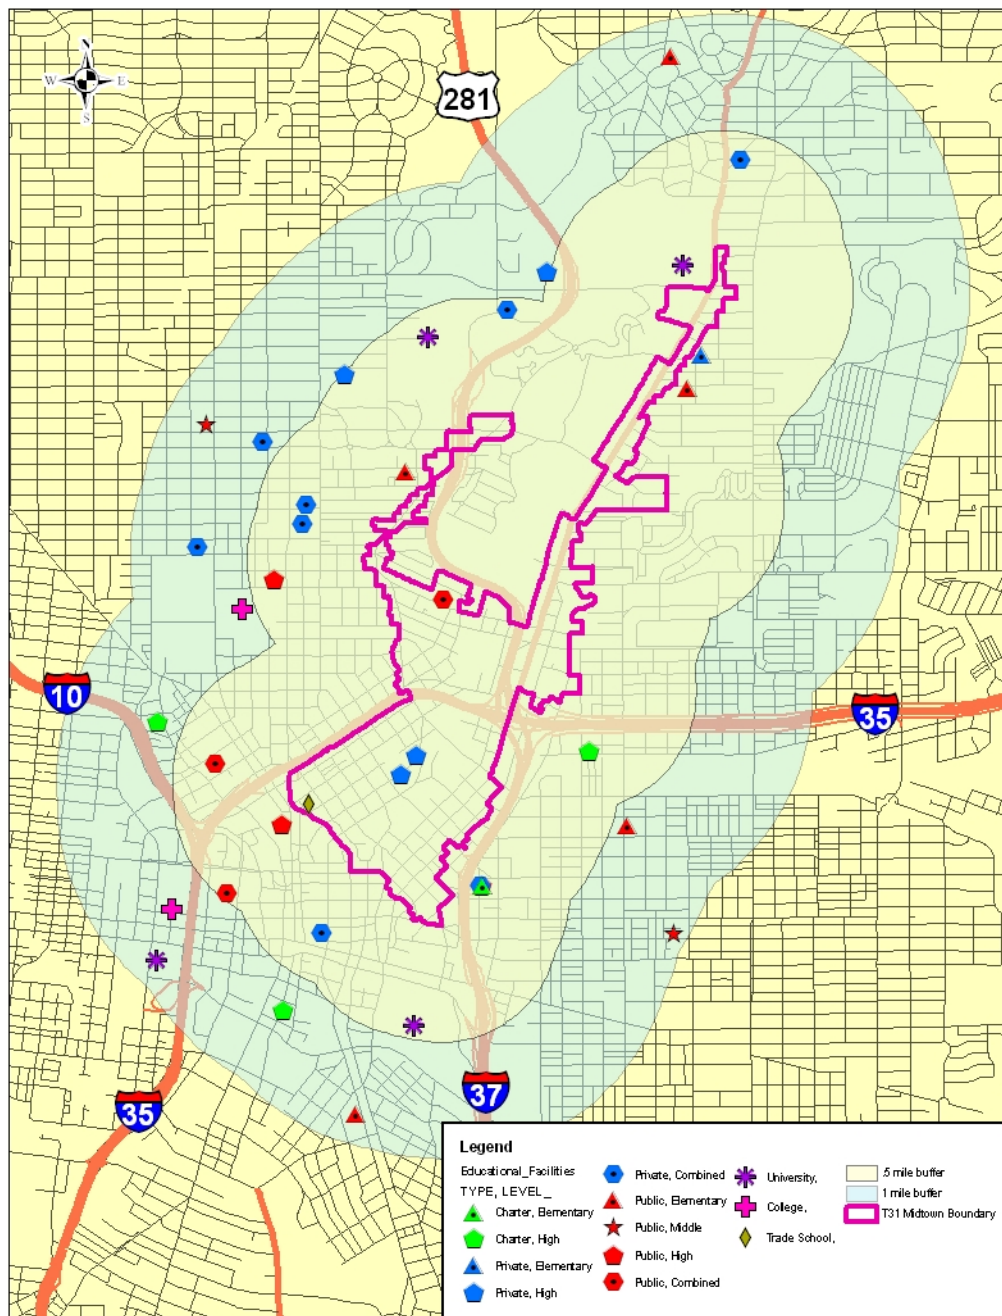 N
W E
S
281
10
35
35
37
Legend
Educational_Facilities
TYPE, LEVEL_
Charter, Elementary
Charter, High
Private, Elementary
Private, High
Private, Combined
Public, Elementary
Public, Middle
Public, High
Public, Combined
University,
College,
Trade School,
.5 mile buffer
1 mile buffer
T31 Midtown Boundary